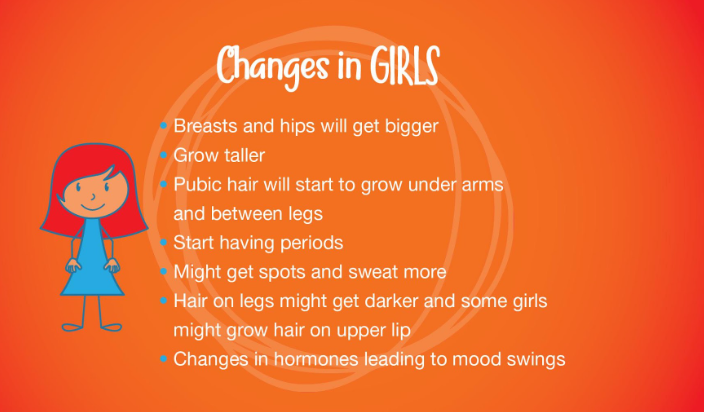 Changes in GIRLS
• Breasts and hips will get bigger
• Grow taller
• Pubic hair will start to grow under arms
and between legs
• Start having periods
• Might get spots and sweat more
• Hair on legs might get darker and some girls
might grow hair on upper lip
• Changes in hormones leading to mood swings